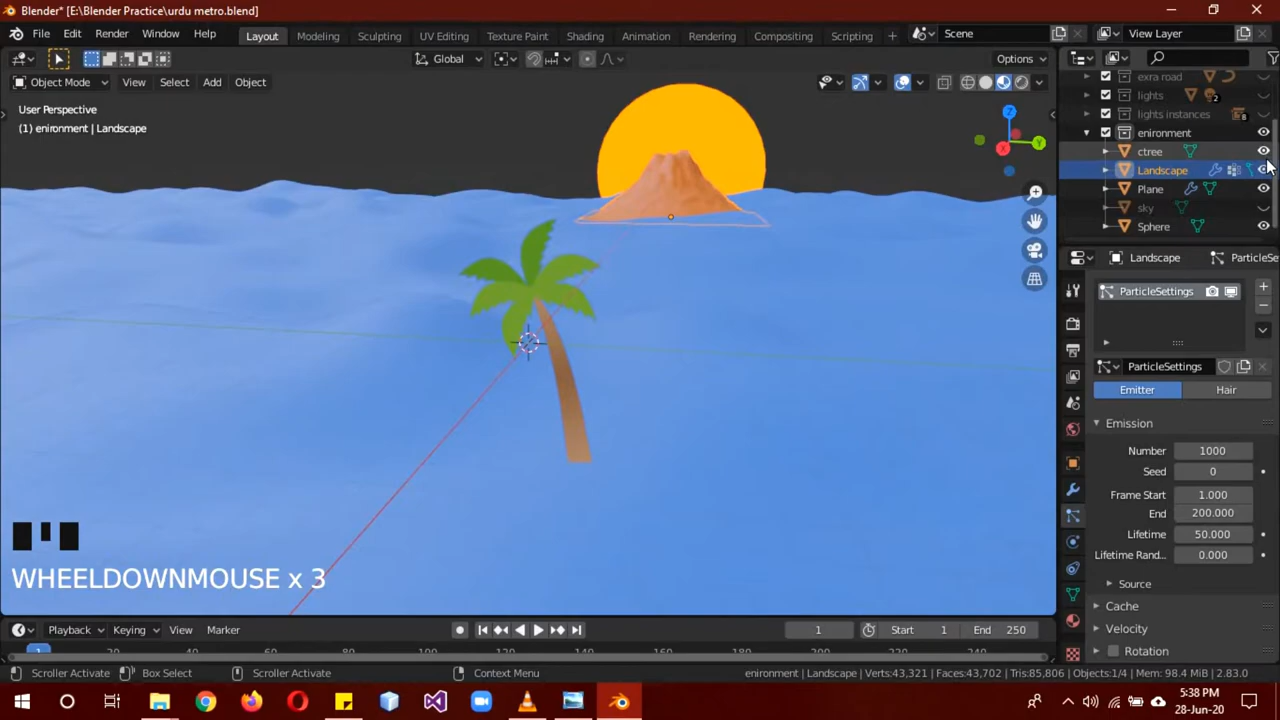 Blender* [E:\Blender Practice\urdu metro.blend]
File Edit Render Window Help Layout Modeling Sculpting UV Editing Texture Paint Shading Animation Rendering Compositing Scripting Scene View Layer
Global Options
Object Mode View Select Add Object
User Perspective
(1) enironment | Landscape
exra road
lights 2
lights instances 8
enironment
ctree
Landscape
Plane
sky
Sphere
Landscape ParticleSe
ParticleSettings
ParticleSettings
Emitter Hair
Emission
Number 1000
Seed 0
Frame Start 1.000
End 200.000
Lifetime 50.000
Lifetime Rand.. 0.000
Source
Cache
Velocity
Rotation
X Y Z
WHEELDOWNMOUSE x 3
Playback Keying View Marker 1 Start 1 End 250
1 20
Scroller Activate Box Select Scroller Activate Context Menu enironment | Landscape | Verts:43,321 | Faces:43,702 | Tris:85,806 | Objects:1/4 | Mem: 98.4 MiB | 2.83.0
5:38 PM
28-Jun-20